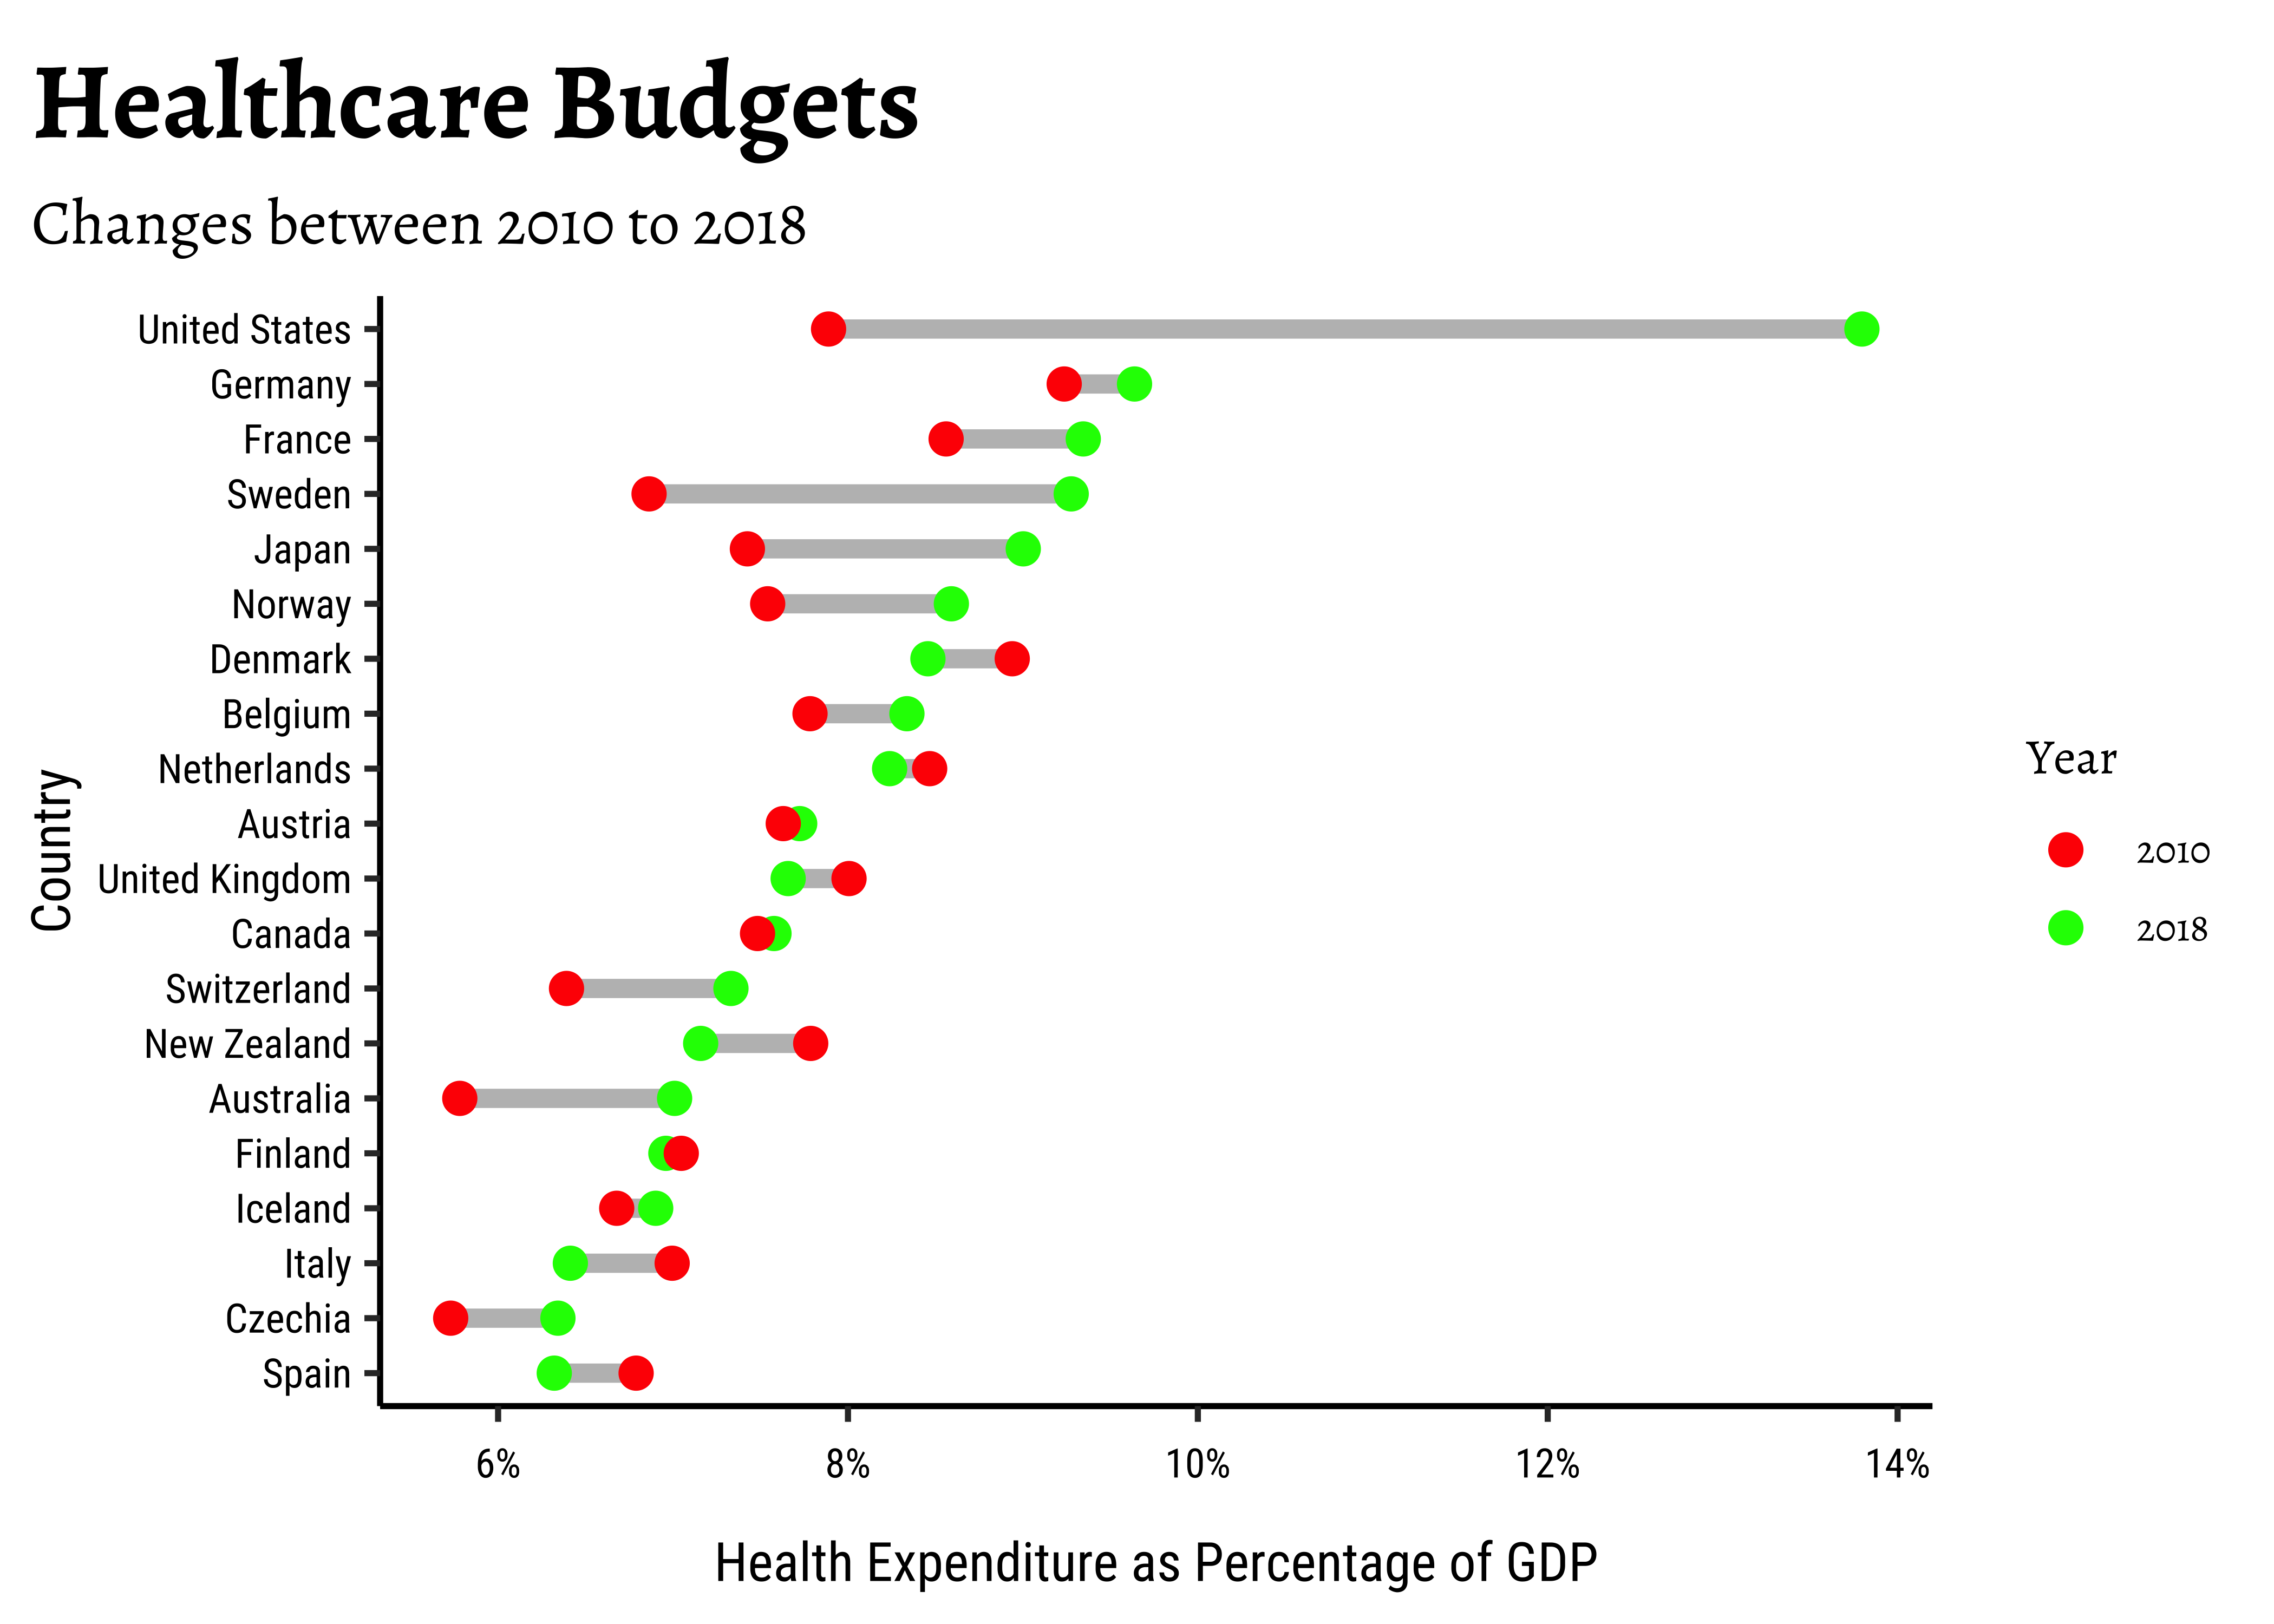 Healthcare Budgets
Changes between 2010 to 2018
United States
Germany
France
Sweden
Japan
Norway
Denmark
Belgium
Netherlands
Austria
United Kingdom
Canada
Switzerland
New Zealand
Australia
Finland
Iceland
Italy
Czechia
Spain
Country
6% 8% 10% 12% 14%
Health Expenditure as Percentage of GDP
Year
2010
2018